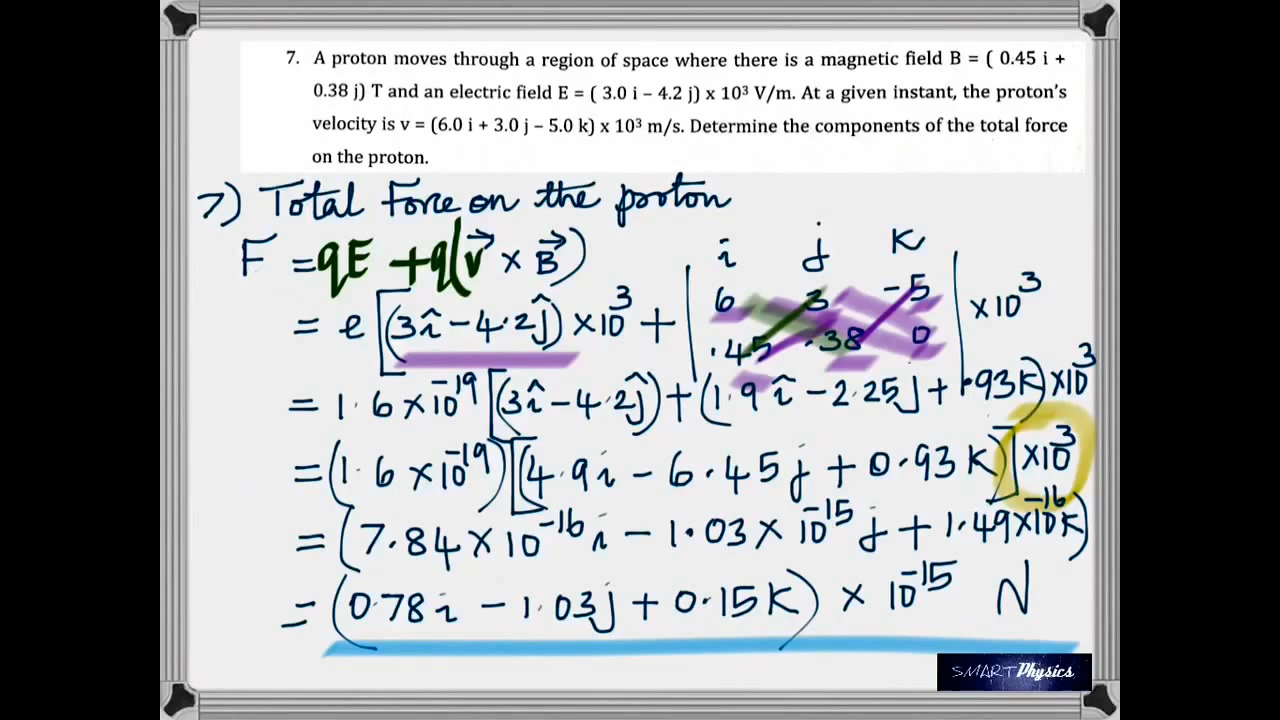 7. A proton moves through a region of space where there is a magnetic field B = ( 0.45 i +
0.38 j) T and an electric field E = ( 3.0 i – 4.2 j) x 10³ V/m. At a given instant, the proton's
velocity is v = (6.0 i + 3.0 j – 5.0 k) x 10³ m/s. Determine the components of the total force
on the proton.
7) Total Force on the proton
F = qE + q(v⃗ × B⃗)
i j k
= e [(3î – 4.2ĵ) × 10³ + | 6 3 -5 | × 10³
.45 .38 0
= 1.6 × 10⁻¹⁹ [(3î – 4.2ĵ) + (1.9î – 2.25j + .93k) × 10³
= (1.6 × 10⁻¹⁹) [(4.9i – 6.45j + 0.93k)] × 10³
= (7.84 × 10⁻¹⁶ i – 1.03 × 10⁻¹⁵ j + 1.49 × 10⁻¹⁶ k)
= (0.78i – 1.03j + 0.15k) × 10⁻¹⁵ N
SMART Physics